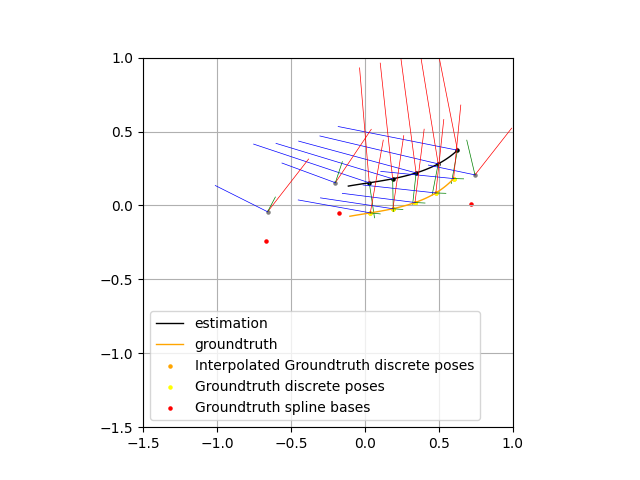 1.0
0.5
0.0
−0.5
−1.0
−1.5
estimation
groundtruth
Interpolated Groundtruth discrete poses
Groundtruth discrete poses
Groundtruth spline bases
−1.5 −1.0 −0.5 0.0 0.5 1.0